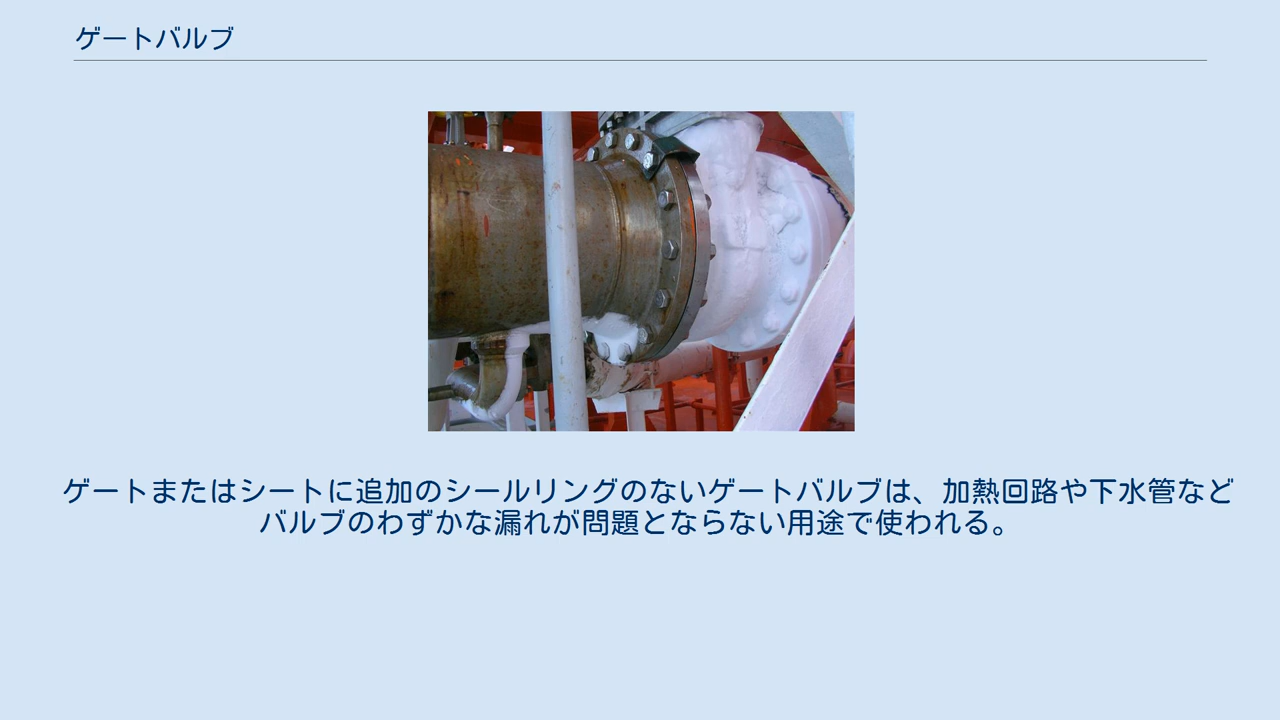 ゲートバルブ
ゲートまたはシートに追加のシールリングのないゲートバルブは、加熱回路や下水管など
バルブのわずかな漏れが問題とならない用途で使われる。